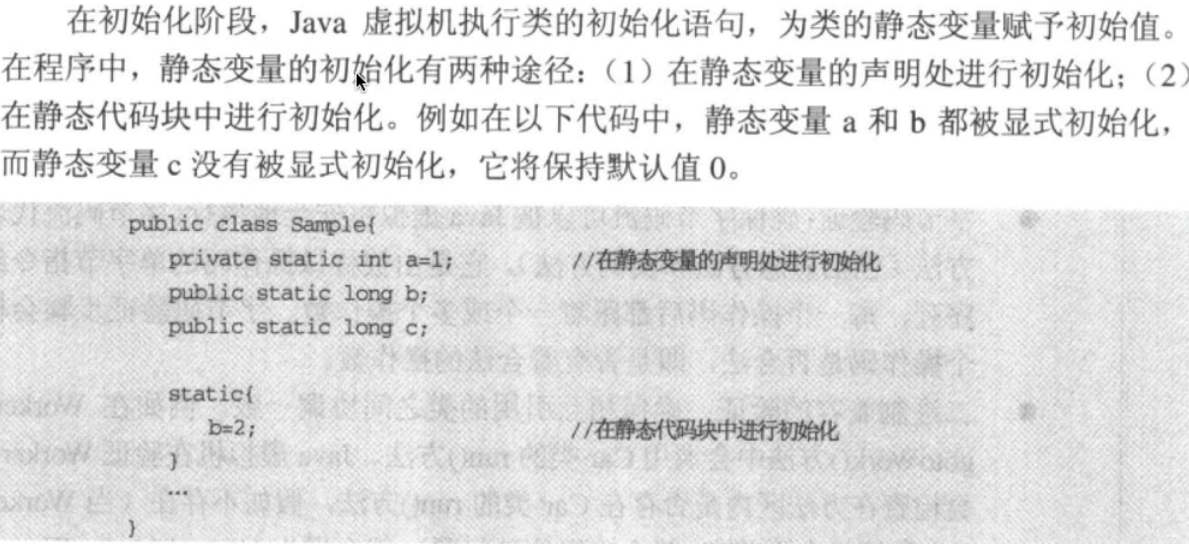 在初始化阶段，Java 虚拟机执行类的初始化语句，为类的静态变量赋予初始值。
在程序中，静态变量的初始化有两种途径：（1）在静态变量的声明处进行初始化；（2）
在静态代码块中进行初始化。例如在以下代码中，静态变量 a 和 b 都被显式初始化，
而静态变量 c 没有被显式初始化，它将保持默认值 0。
public class Sample{
private static int a=1; //在静态变量的声明处进行初始化
public static long b;
public static long c;
static{
b=2; //在静态代码块中进行初始化
}
...
}